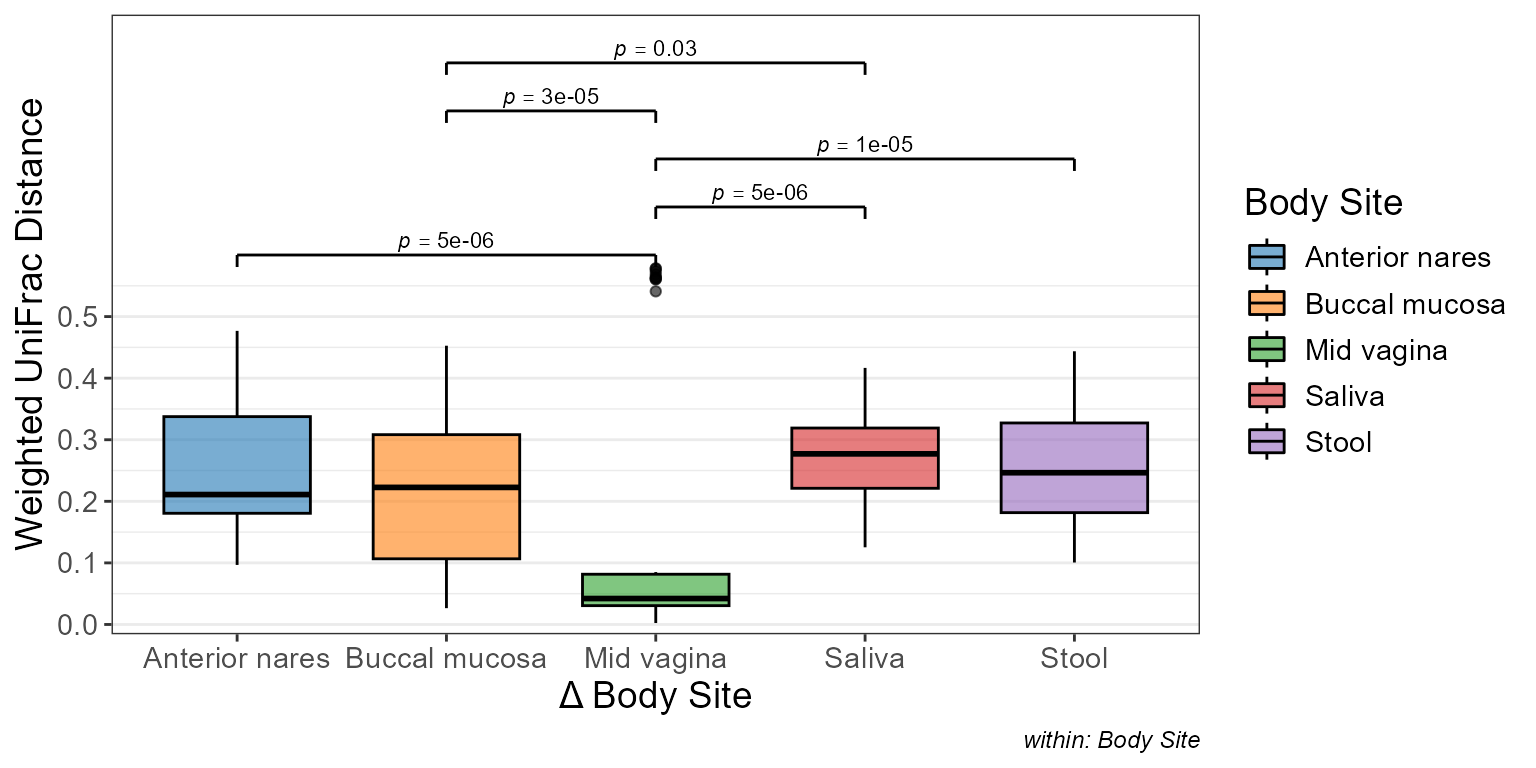 p = 0.03
p = 3e-05
p = 1e-05
p = 5e-06
p = 5e-06
Weighted UniFrac Distance
0.5
0.4
0.3
0.2
0.1
0.0
Anterior nares
Buccal mucosa
Mid vagina
Saliva
Stool
Δ Body Site
within: Body Site
Body Site
Anterior nares
Buccal mucosa
Mid vagina
Saliva
Stool